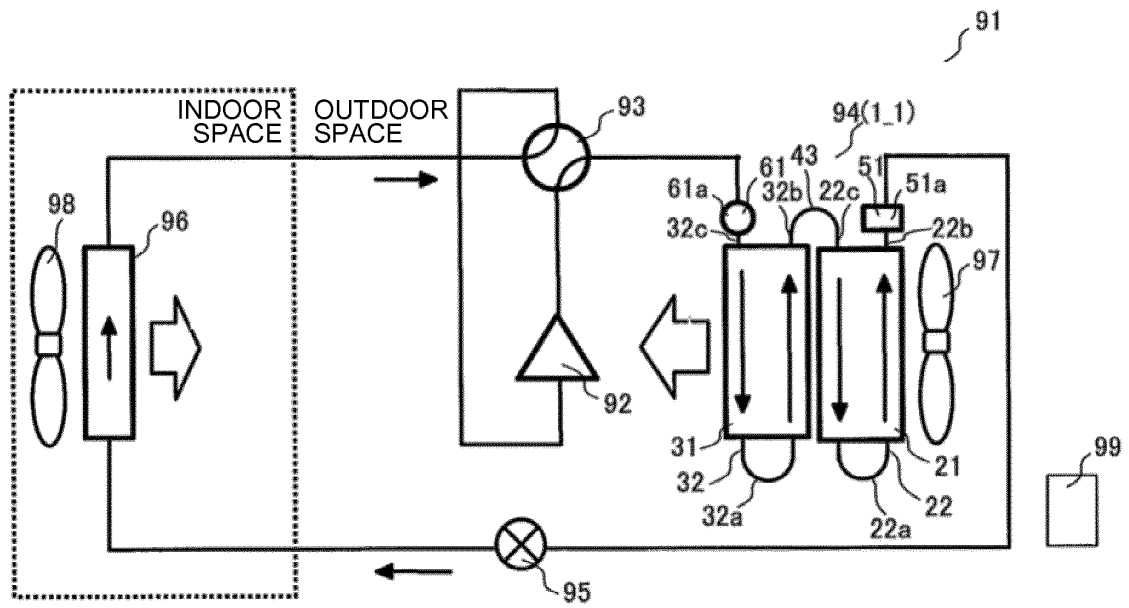 91
INDOOR SPACE
OUTDOOR SPACE
93
94(1_1)
43
51
61
61a
32b
22c
51a
98
96
32c
22b
97
92
31
21
99
32
22
32a
22a
95